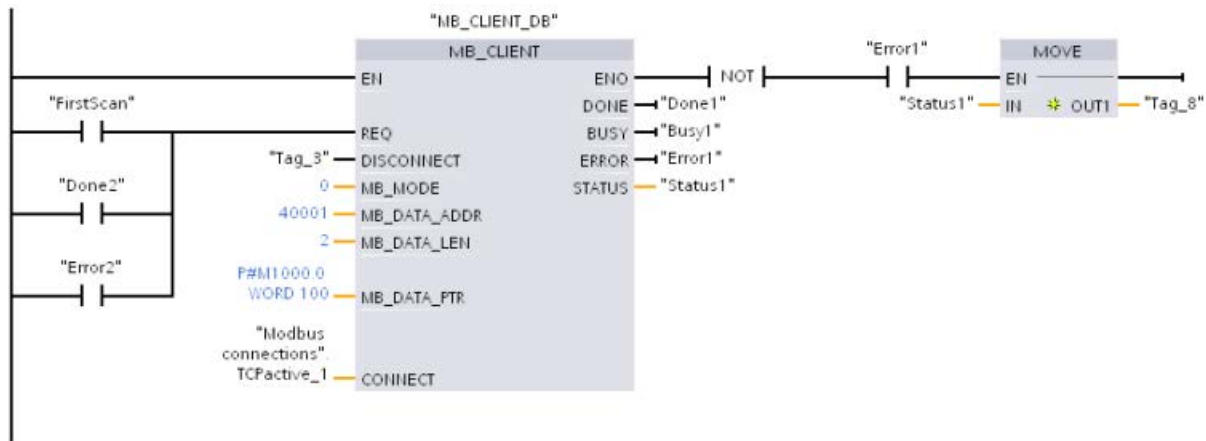 "MB_CLIENT_DB"
MB_CLIENT
EN
ENO
NOT
"Error1"
MOVE
EN
"Status1"
IN
OUT1
"Tag_8"
DONE
"Done1"
"FirstScan"
REQ
BUSY
"Busy1"
"Tag_3"
DISCONNECT
ERROR
"Error1"
"Done2"
0
MB_MODE
STATUS
"Status1"
40001
MB_DATA_ADDR
2
MB_DATA_LEN
"Error2"
P#M1000.0
WORD 100
MB_DATA_PTR
"Modbus
connections".
TCPactive_1
CONNECT